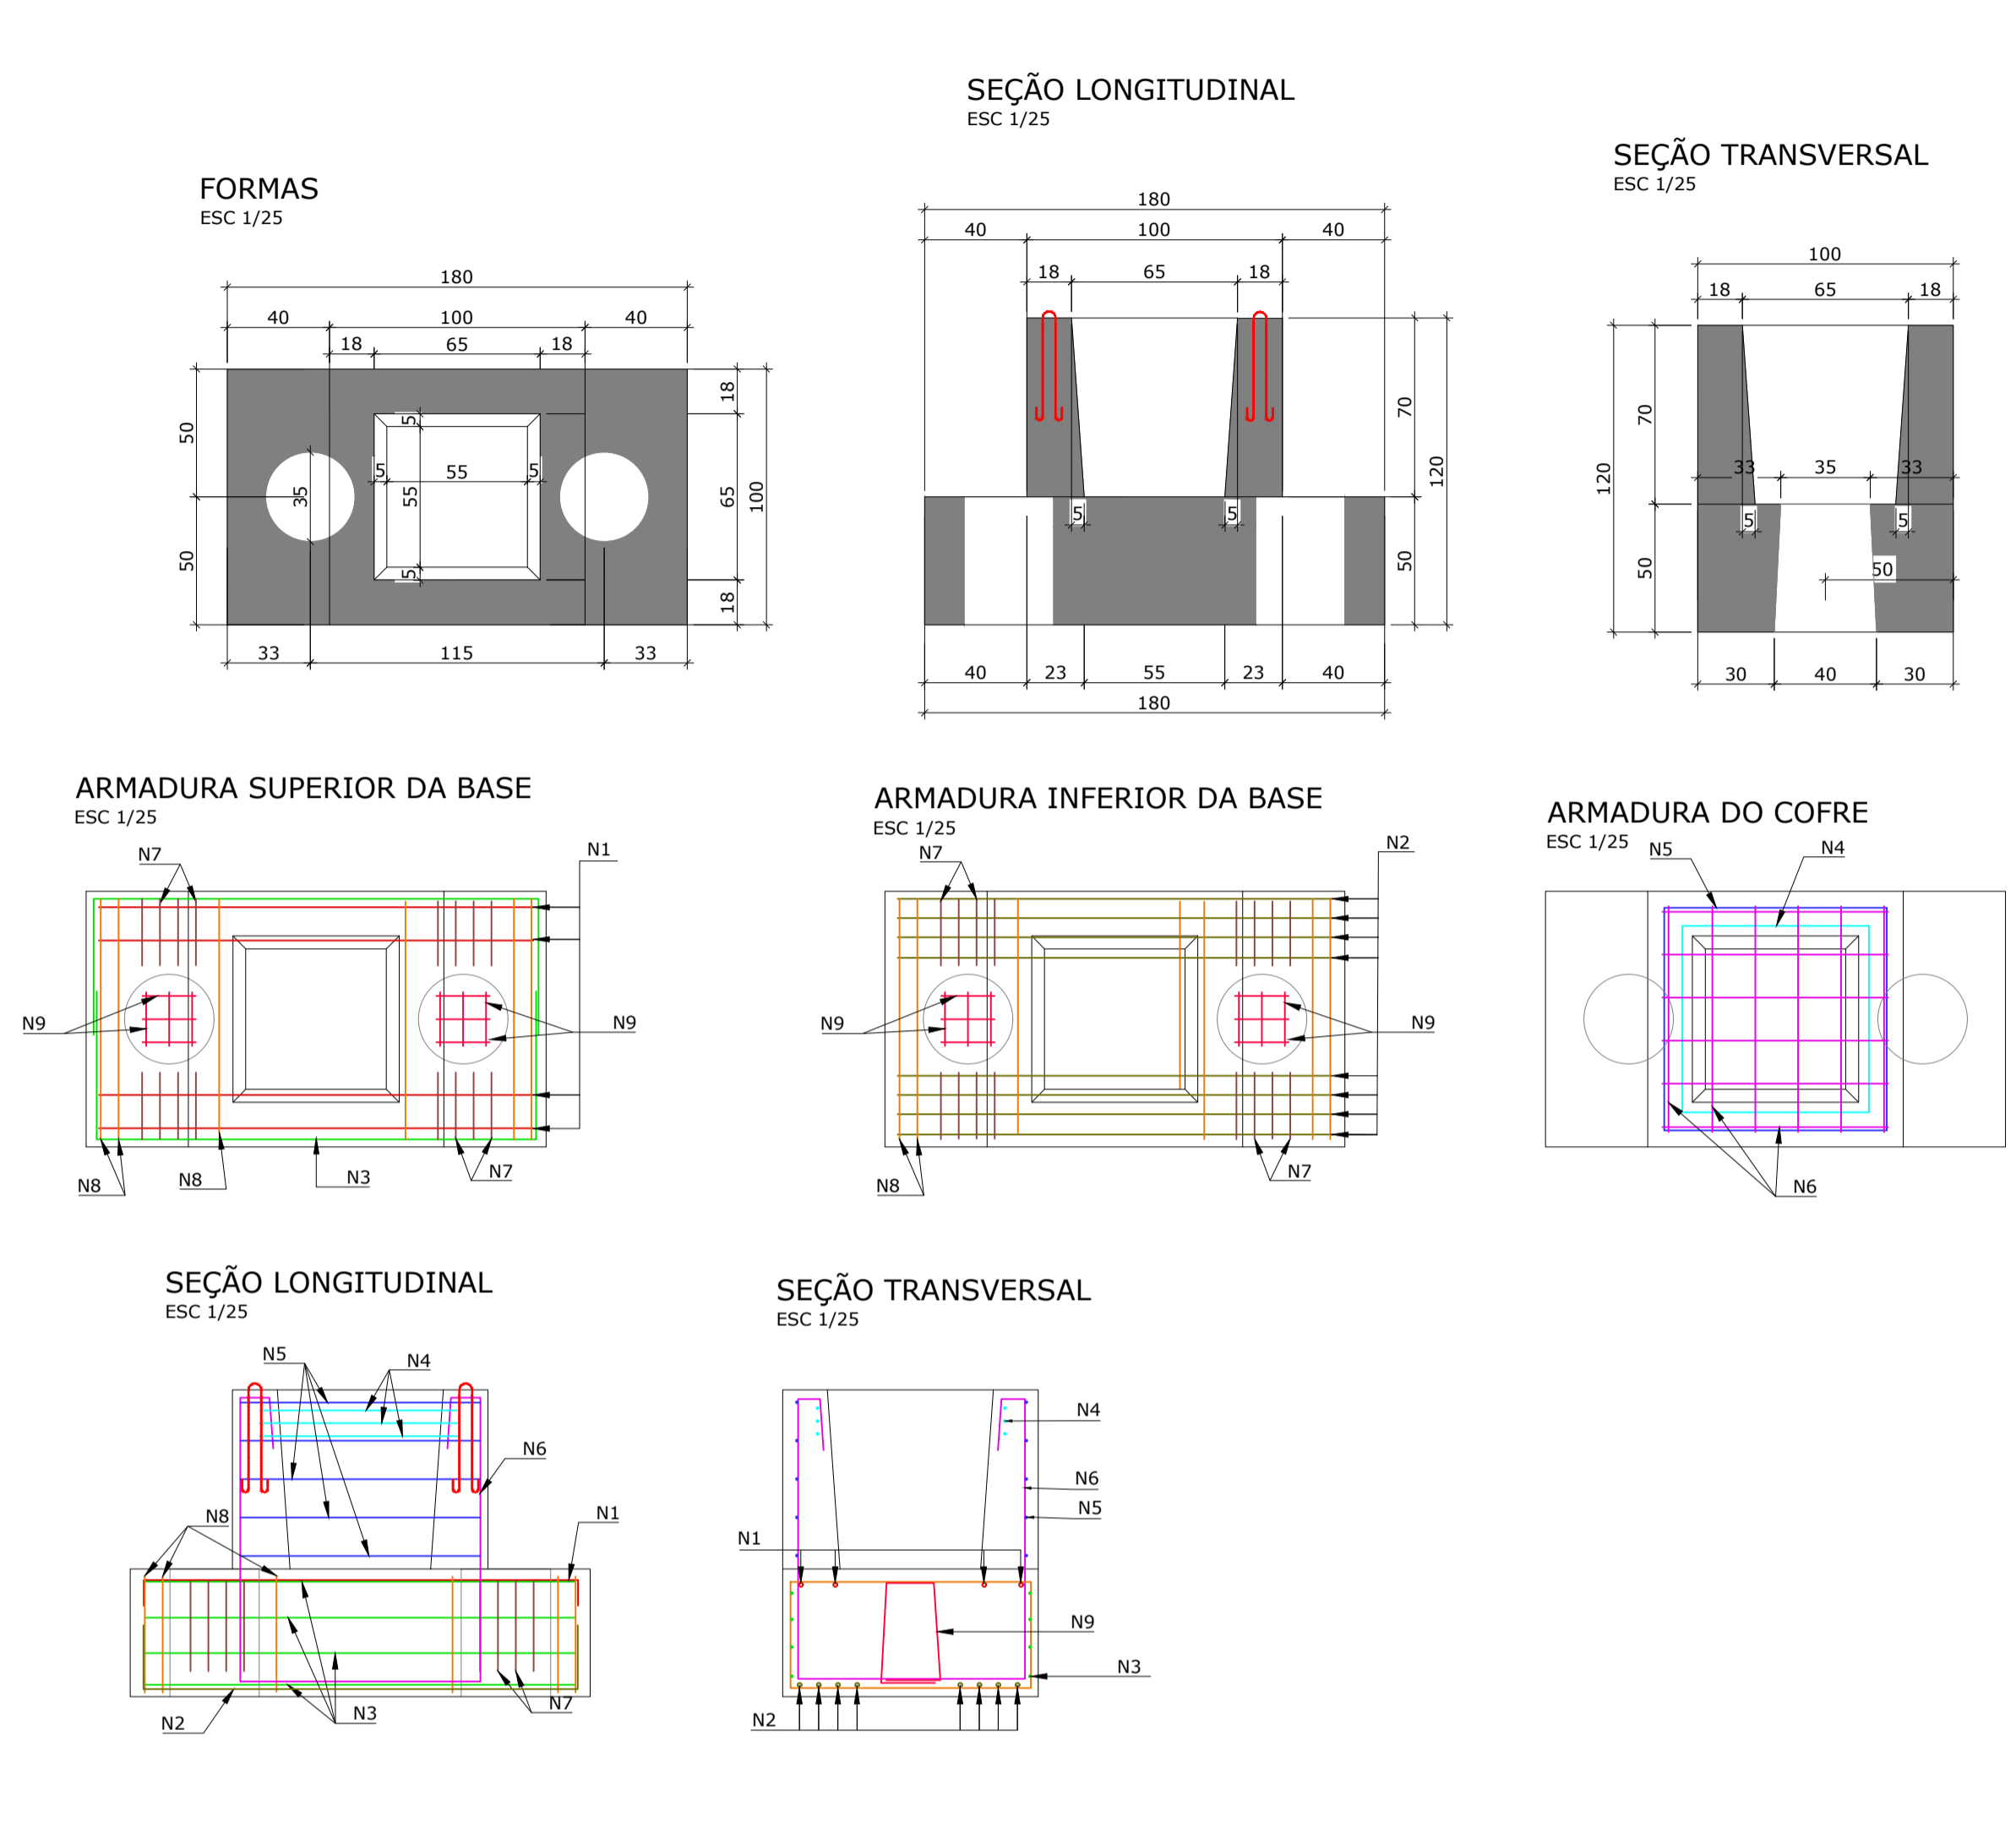 SEÇÃO LONGITUDINAL
ESC 1/25
SEÇÃO TRANSVERSAL
ESC 1/25
FORMAS
ESC 1/25
180
40 100 40
18 65 18
50
50
35
5
5 55 5
55
5
18
65
18
100
33 115 33
180
40 100 40
18 65 18
70
50
120
5 5
40 23 55 23 40
180
100
18 65 18
120
70
50
33 35 33
5 5
50
30 40 30
ARMADURA SUPERIOR DA BASE
ESC 1/25
N7
N1
N9
N9
N8
N8
N3
N7
ARMADURA INFERIOR DA BASE
ESC 1/25
N7
N2
N9
N9
N8
N7
ARMADURA DO COFRE
ESC 1/25
N5
N4
N6
SEÇÃO LONGITUDINAL
ESC 1/25
N5
N4
N6
N8
N1
N7
N3
N2
SEÇÃO TRANSVERSAL
ESC 1/25
N4
N6
N5
N1
N9
N3
N2